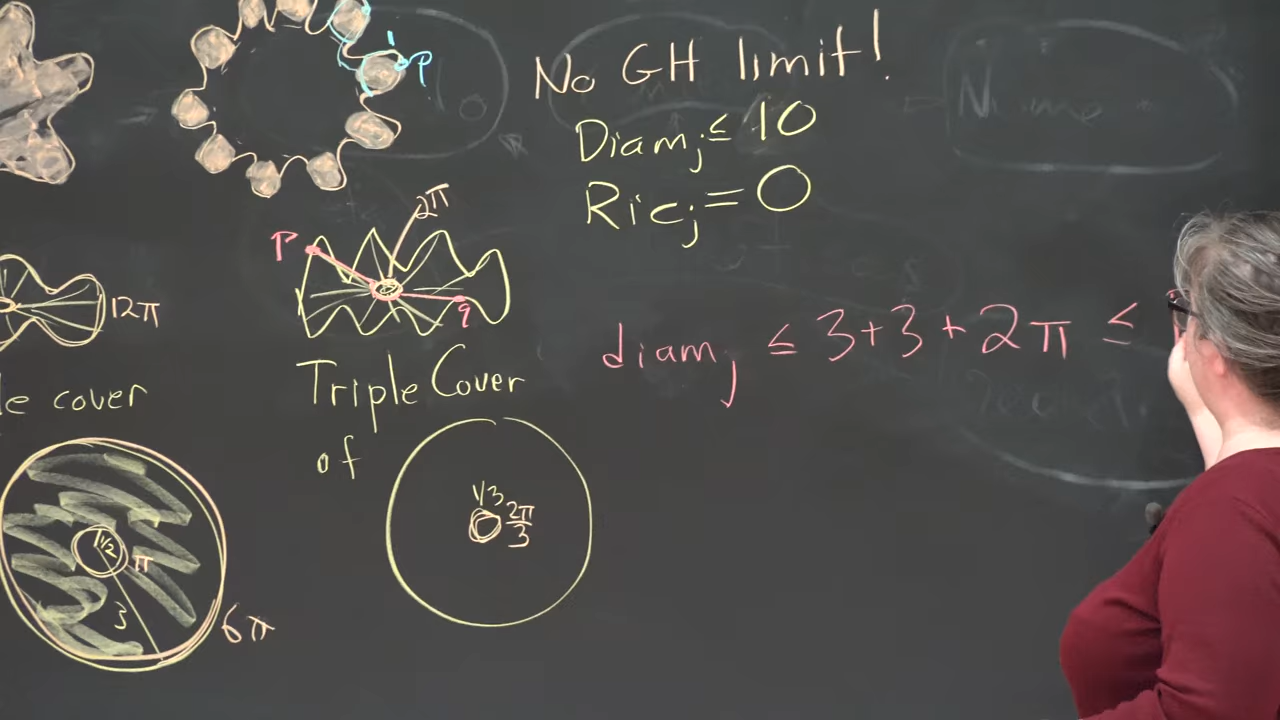 1 p
No GH limit!
Diamj ≤ 10
Ricj = 0
2π
p
q
12π
diamj ≤ 3+3+2π ≤
Triple Cover
of
le cover
1/3
2π/3
1/2
π
3
6π